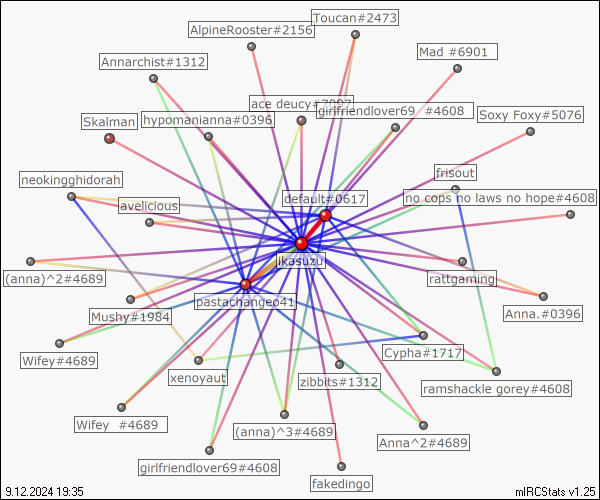 Toucan#2473
AlpineRooster#2156
Mad #6901
Annarchist#1312
ace deucy#7097
girlfriendlover69 #4608
Soxy Foxy#5076
Skalman
hypomanianna#0396
frisout
neokingghidorah
default#0617
no cops no laws no hope#4608
avelicious
jkasuzu
(anna)^2#4689
rattgaming
pastachangeo41
Mushy#1984
Anna.#0396
Wifey#4689
Cypha#1717
xenoyaut
zibbits#1312
ramshackle gorey#4608
Wifey #4689
(anna)^3#4689
Anna^2#4689
girlfriendlover69#4608
fakedingo
9.12.2024 19:35
mIRCStats v1.25